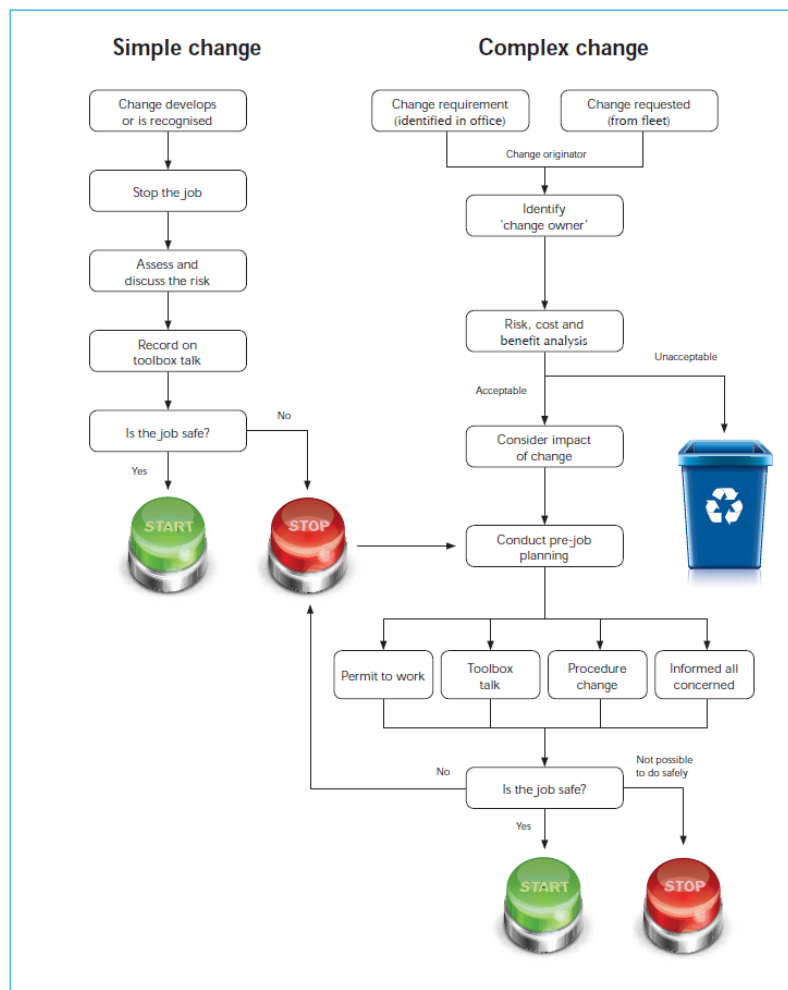 Simple change
Complex change
Change develops
or is recognised
Stop the job
Assess and
discuss the risk
Record on
toolbox talk
Is the job safe?
No
Yes
START
STOP
Change requirement
(identified in office)
Change requested
(from fleet)
Change originator
Identify
‘change owner’
Risk, cost and
benefit analysis
Unacceptable
Acceptable
Consider impact
of change
Conduct pre-job
planning
Permit to work
Toolbox
talk
Procedure
change
Informed all
concerned
No
Is the job safe?
Not possible
to do safely
Yes
START
STOP